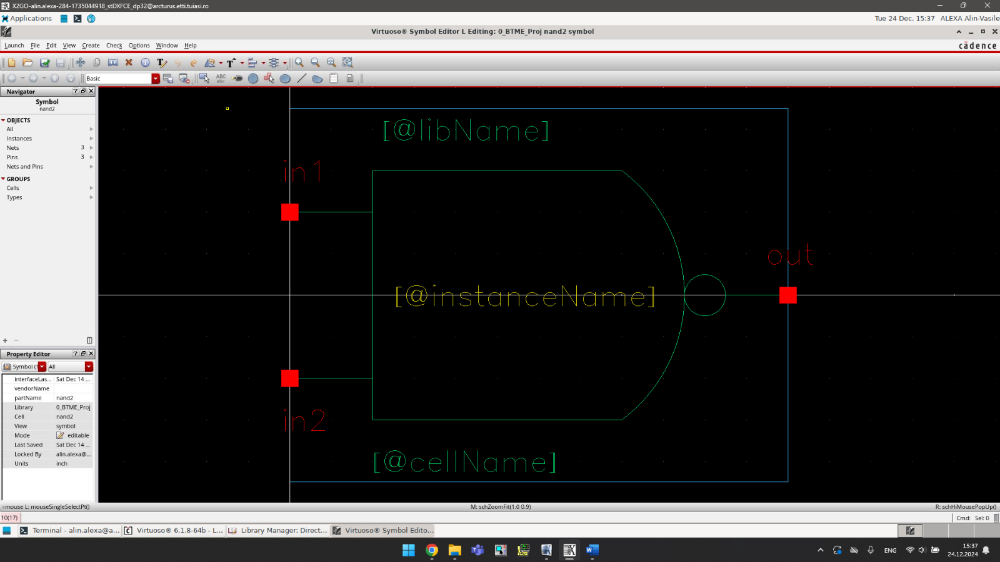 X2GO-alin.alexa-284-1735044918_stDXFCE_dp32@arcturus.etti.tuiasi.ro
Applications
Tue 24 Dec, 15:37 ALEXA Alin-Vasile
Virtuoso® Symbol Editor L Editing: 0_BTME_Proj nand2 symbol
Launch File Edit View Create Check Options Window Help
cādence
Basic
ABC
abc
Navigator
Symbol
nand2
OBJECTS
All
Instances
Nets 3
Pins 3
Nets and Pins
GROUPS
Cells
Types
[@libName]
in1
out
[@instanceName]
in2
[@cellName]
Property Editor
Symbol ( All
interfaceLas... Sat Dec 14 ...
vendorName
partName nand2
Library 0_BTME_Proj
Cell nand2
View symbol
Mode editable
Last Saved Sat Dec 14 ...
Locked By alin.alexa@...
Units inch
mouse L: mouseSingleSelectPt() M: schZoomFit(1.0 0.9) R: schHiMousePopUp()
10(17) Cmd: Sel: 0
Terminal - alin.alexa@a... Virtuoso® 6.1.8-64b - L... Library Manager: Direct... Virtuoso® Symbol Edito...
ENG
15:37
24.12.2024